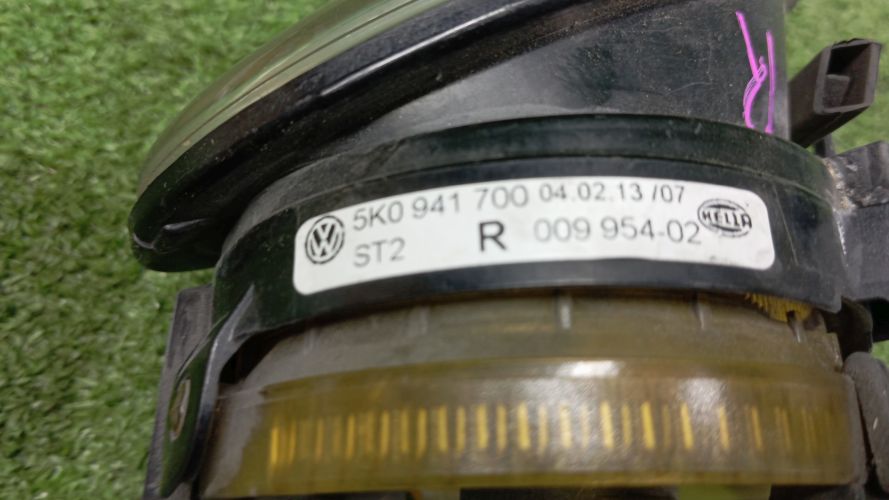 5K0 941 700 04.02.13 /07
ST2 R 009 954-02
HELLA